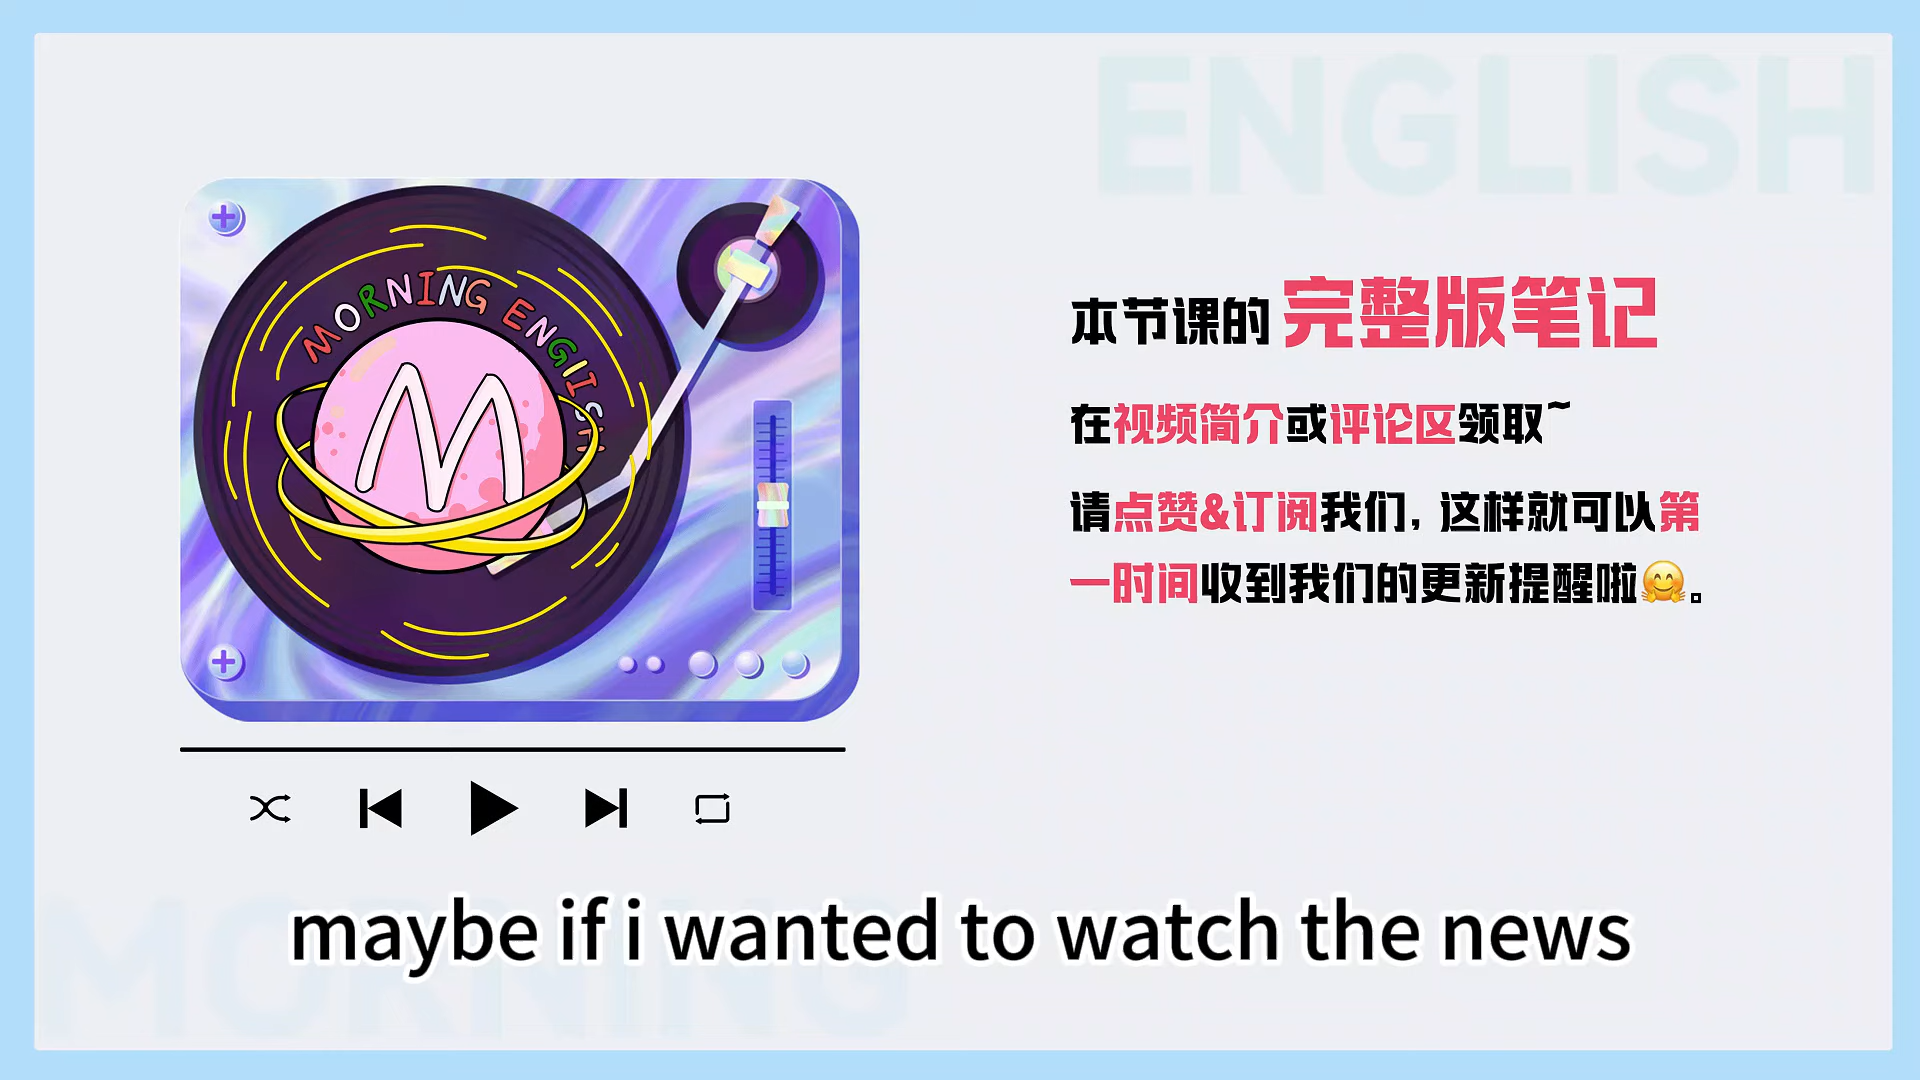 ENGLISH
MORNING ENGLISH
M
本节课的 完整版笔记
在视频简介或评论区领取~
请点赞&订阅我们，这样就可以第
一时间收到我们的更新提醒啦🤗。
maybe if i wanted to watch the news
MORNING